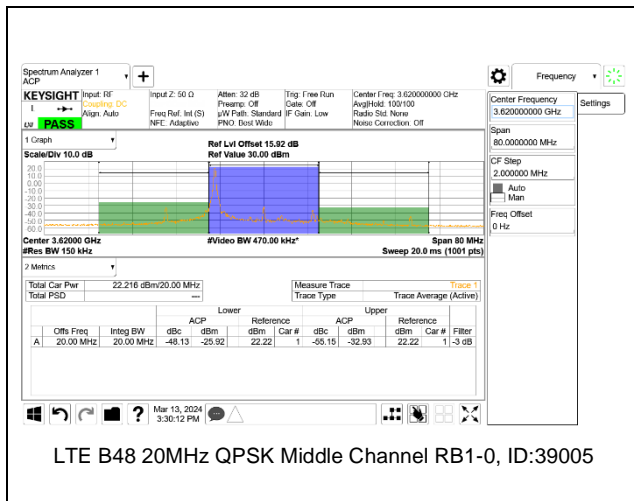 Spectrum Analyzer 1
ACP
Frequency
KEYSIGHT
Input: RF
Coupling: DC
Align: Auto
Input Z: 50 Ω
Freq Ref: Int (S)
NFE: Adaptive
Atten: 32 dB
Preamp: Off
µW Path: Standard
PNO: Best Wide
Trig: Free Run
Gate: Off
IF Gain: Low
Center Freq: 3.620000000 GHz
Avg|Hold: 100/100
Radio Std: None
Noise Correction: Off
PASS
Center Frequency
3.620000000 GHz
Settings
Span
80.0000000 MHz
CF Step
2.000000 MHz
Auto
Man
Freq Offset
0 Hz
1 Graph
Scale/Div 10.0 dB
Ref Lvl Offset 15.92 dB
Ref Value 30.00 dBm
20.0
10.0
0.00
-10.0
-20.0
-30.0
-40.0
-50.0
-60.0
Center 3.62000 GHz
#Video BW 470.00 kHz*
Span 80 MHz
#Res BW 150 kHz
Sweep 20.0 ms (1001 pts)
2 Metrics
Total Car Pwr 22.216 dBm/20.00 MHz
Total PSD ---
Measure Trace Trace 1
Trace Type Trace Average (Active)
Lower Upper
ACP Reference ACP Reference
Offs Freq Integ BW dBc dBm dBm Car # dBc dBm dBm Car # Filter
A 20.00 MHz 20.00 MHz -48.13 -25.92 22.22 1 -55.15 -32.93 22.22 1 -3 dB
Mar 13, 2024
3:30:12 PM
LTE B48 20MHz QPSK Middle Channel RB1-0, ID:39005